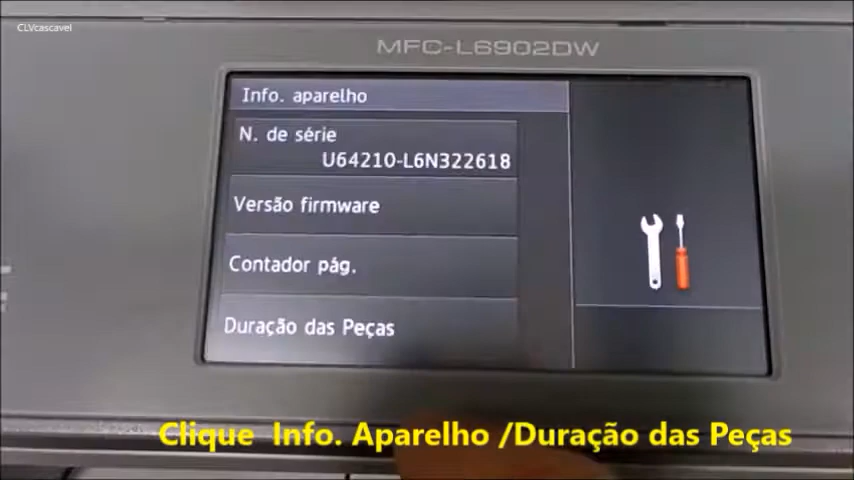 CLVcascavel
MFC-L6902DW
Info. aparelho
N. de série
U64210-L6N322618
Versão firmware
Contador pág.
Duração das Peças
Clique Info. Aparelho /Duração das Peças